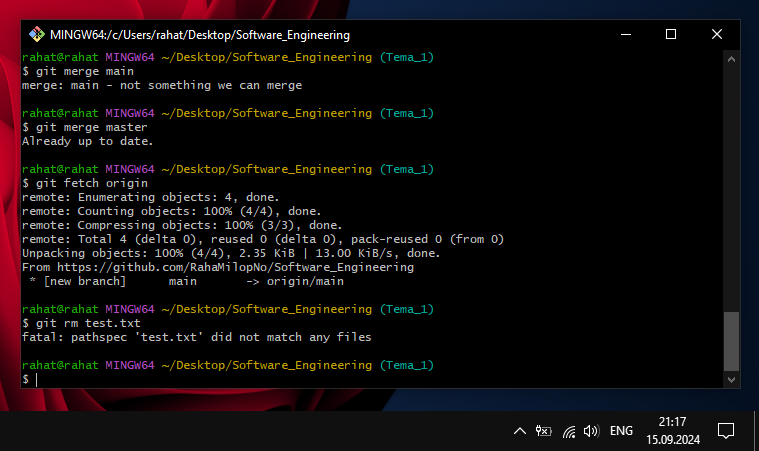 MINGW64:/c/Users/rahat/Desktop/Software_Engineering
rahat@rahat MINGW64 ~/Desktop/Software_Engineering (Tema_1)
$ git merge main
merge: main - not something we can merge
rahat@rahat MINGW64 ~/Desktop/Software_Engineering (Tema_1)
$ git merge master
Already up to date.
rahat@rahat MINGW64 ~/Desktop/Software_Engineering (Tema_1)
$ git fetch origin
remote: Enumerating objects: 4, done.
remote: Counting objects: 100% (4/4), done.
remote: Compressing objects: 100% (3/3), done.
remote: Total 4 (delta 0), reused 0 (delta 0), pack-reused 0 (from 0)
Unpacking objects: 100% (4/4), 2.35 KiB | 13.00 KiB/s, done.
From https://github.com/RahaMilopNo/Software_Engineering
 * [new branch]      main       -> origin/main
rahat@rahat MINGW64 ~/Desktop/Software_Engineering (Tema_1)
$ git rm test.txt
fatal: pathspec 'test.txt' did not match any files
rahat@rahat MINGW64 ~/Desktop/Software_Engineering (Tema_1)
$
ENG
21:17
15.09.2024